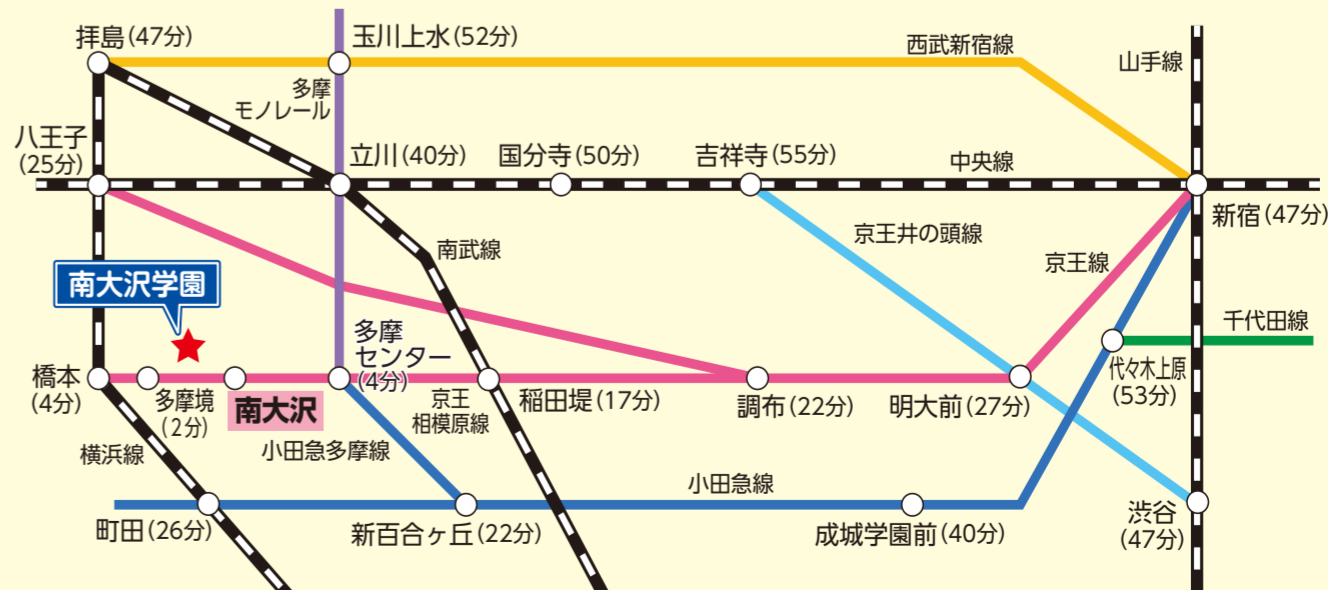 拝島(47分)
玉川上水(52分)
西武新宿線
山手線
多摩
モノレール
八王子
(25分)
立川(40分)
国分寺(50分)
吉祥寺(55分)
中央線
新宿(47分)
南武線
京王井の頭線
京王線
南大沢学園
千代田線
多摩
センター
(4分)
橋本
(4分)
多摩境
(2分)
南大沢
京王
相模原線
稲田堤(17分)
調布(22分)
明大前(27分)
代々木上原
(53分)
横浜線
小田急多摩線
小田急線
町田(26分)
新百合ヶ丘(22分)
成城学園前(40分)
渋谷
(47分)